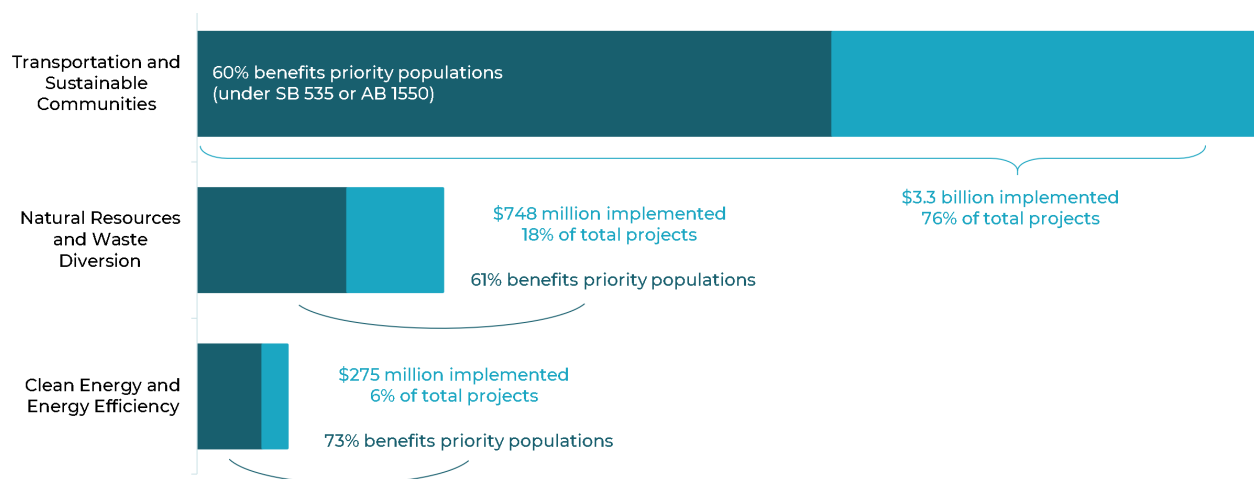 Transportation and
Sustainable
Communities
60% benefits priority populations
(under SB 535 or AB 1550)
$3.3 billion implemented
76% of total projects
Natural Resources
and Waste
Diversion
$748 million implemented
18% of total projects
61% benefits priority populations
Clean Energy and
Energy Efficiency
$275 million implemented
6% of total projects
73% benefits priority populations